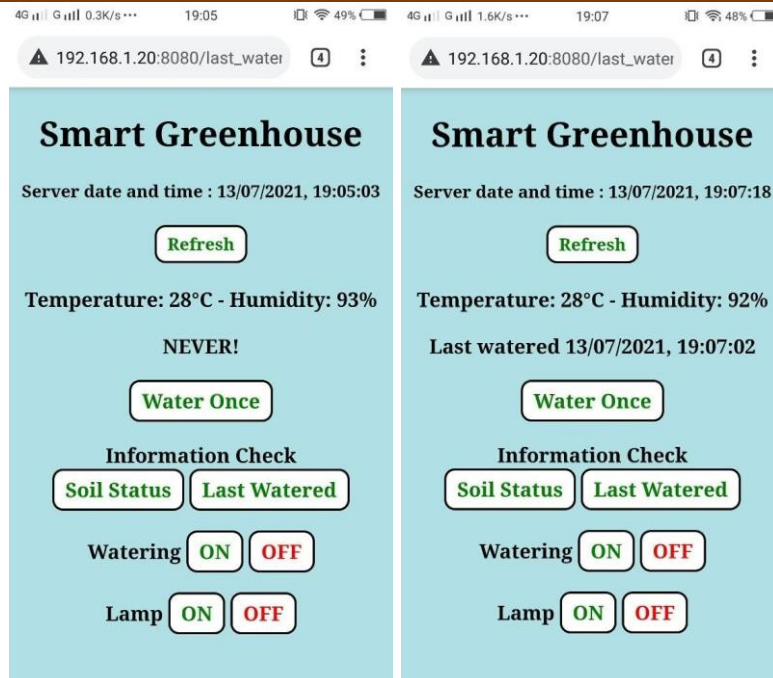 4G G 0.3K/s ··· 19:05 49%
192.168.1.20:8080/last_water 4
Smart Greenhouse
Server date and time : 13/07/2021, 19:05:03
Refresh
Temperature: 28°C - Humidity: 93%
NEVER!
Water Once
Information Check
Soil Status Last Watered
Watering ON OFF
Lamp ON OFF
4G G 1.6K/s ··· 19:07 48%
192.168.1.20:8080/last_water 4
Smart Greenhouse
Server date and time : 13/07/2021, 19:07:18
Refresh
Temperature: 28°C - Humidity: 92%
Last watered 13/07/2021, 19:07:02
Water Once
Information Check
Soil Status Last Watered
Watering ON OFF
Lamp ON OFF